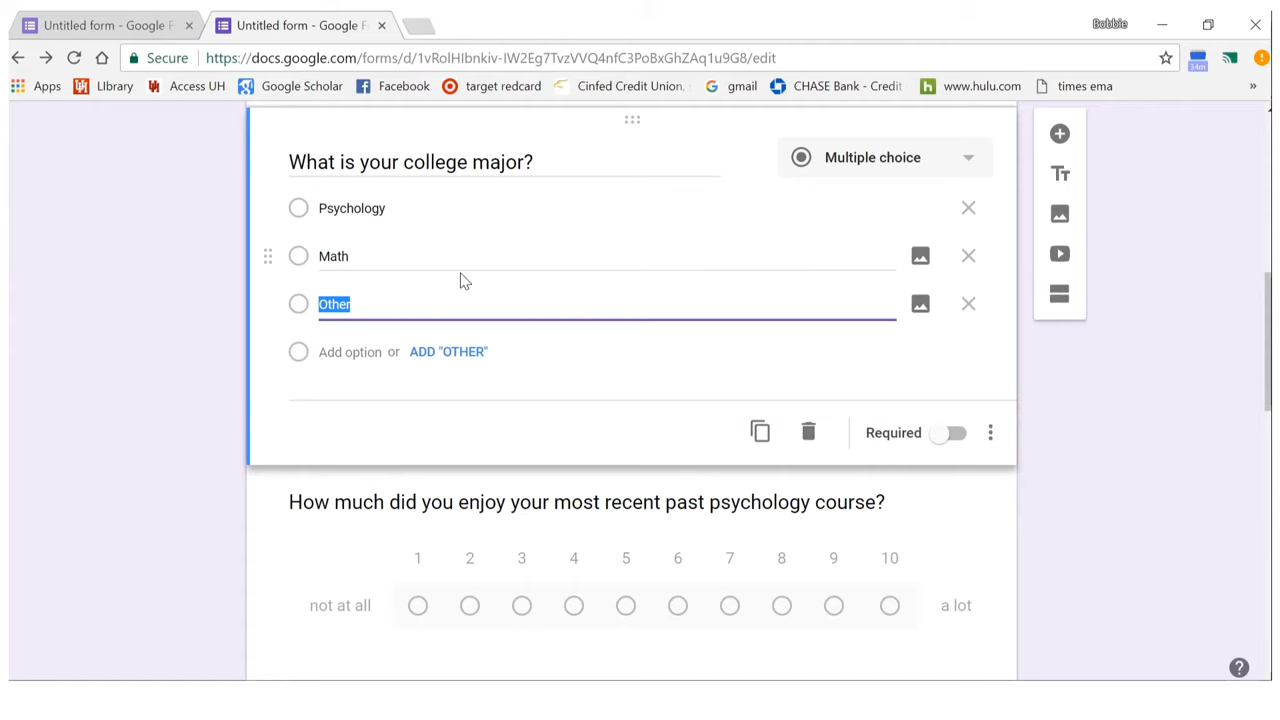 Untitled form - Google F
Untitled form - Google F
Bobbie
Secure https://docs.google.com/forms/d/1vRolHIbnkiv-IW2Eg7TvzVVQ4nfC3PoBxGhZAq1u9G8/edit
34m
Apps LIbrary Access UH Google Scholar Facebook target redcard Cinfed Credit Union, gmail CHASE Bank - Credit www.hulu.com times ema »
What is your college major?
Multiple choice
Psychology
Math
Other
Add option or ADD "OTHER"
Required
How much did you enjoy your most recent past psychology course?
1 2 3 4 5 6 7 8 9 10
not at all a lot